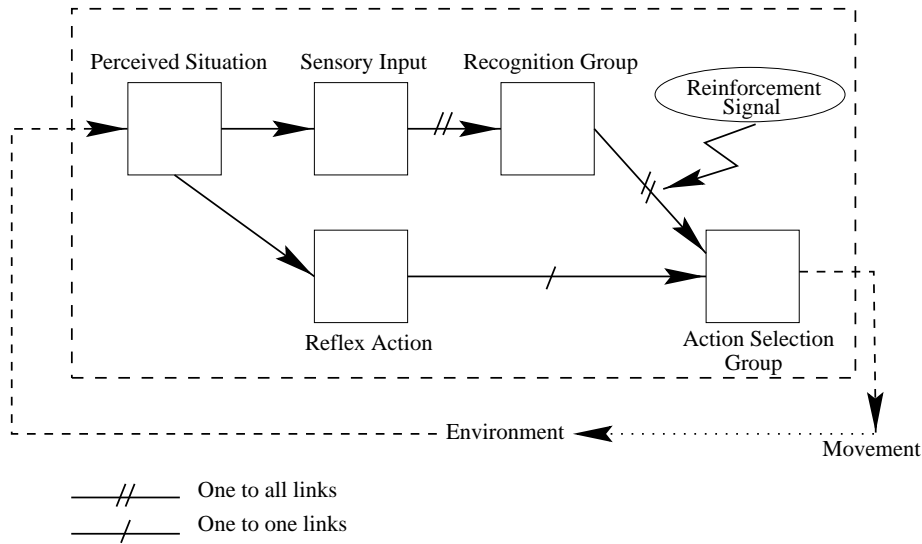 Perceived Situation
Sensory Input
Recognition Group
Reinforcement
Signal
Reflex Action
Action Selection
Group
Environment
Movement
One to all links
One to one links